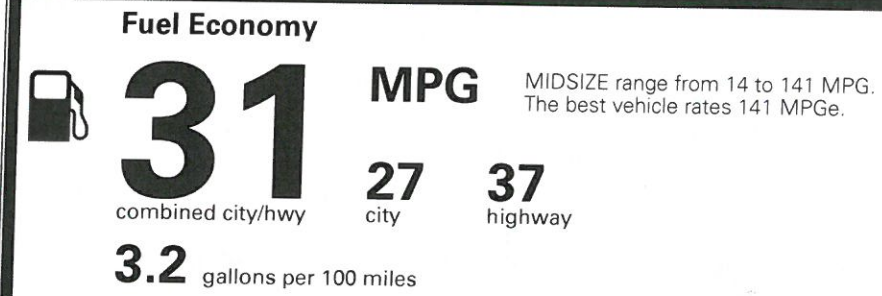 Fuel Economy
31 MPG
MIDSIZE range from 14 to 141 MPG.
The best vehicle rates 141 MPGe.
combined city/hwy
27
city
37
highway
3.2 gallons per 100 miles